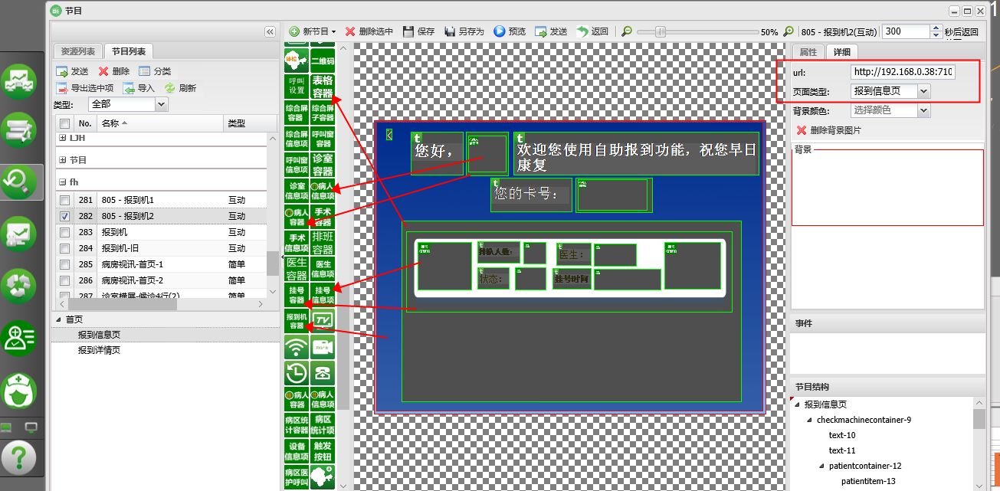 节目
新节目
删除选中
保存
另存为
预览
发送
返回
50%
805 - 报到机2(互动)
300
秒后返回
资源列表
节目列表
发送
删除
分类
导出选项中
导入
刷新
类型:
全部
No.
名称
类型
LJH
节目
fh
281
805 - 报到机1
互动
282
805 - 报到机2
互动
283
报到机
互动
284
报到机-旧
互动
285
病房视讯-首页-1
简单
286
病房视讯-首页-2
简单
287
诊室横屏-候诊4行(2)
简单
首页
报到信息页
报到详情页
体检
二维码
呼叫
设置
表格
容器
综合屏
容器
综合屏
子容器
综合屏
信息项
呼叫窗
容器
呼叫窗
信息项
诊室
容器
诊室
信息项
病人
信息项
病人
容器
手术
容器
手术
信息项
排班
容器
医生
容器
医生
信息项
挂号
容器
挂号
信息项
报到机
容器
TV
病人
容器
病人
信息项
病区统
计容器
病区
统计项
设备
信息项
触发
按钮
病区医
护呼叫
t
您好，
t
欢迎您使用自助报到功能，祝您早日
康复
t
您的卡号：
t
排队人数：
t
医生：
t
状态：
t
挂号时间
属性
详细
url:
http://192.168.0.38:710
页面类型:
报到信息页
背景颜色:
选择颜色
删除背景图片
背景
事件
节目结构
报到信息页
checkmachinecontainer-9
text-10
text-11
patientcontainer-12
patientitem-13
?
1